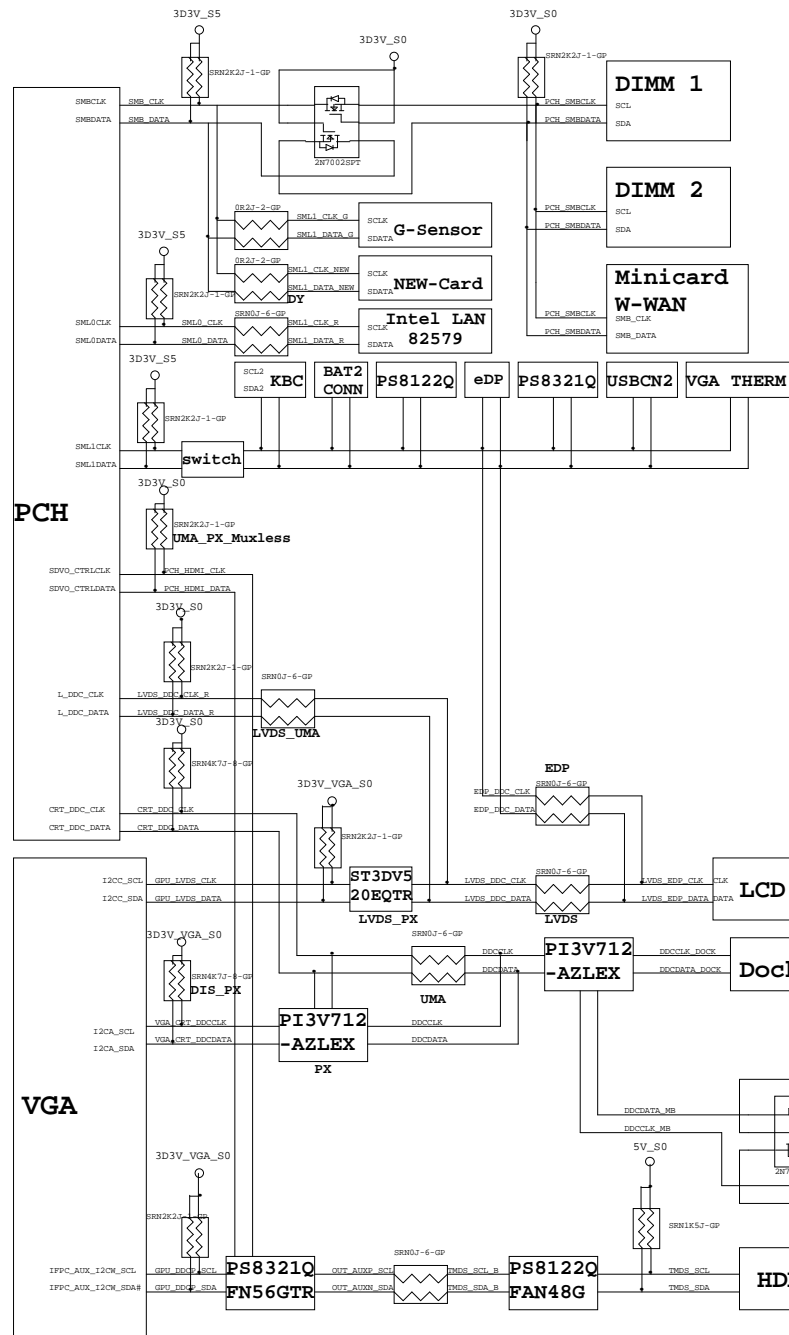 3D3V_S5
3D3V_S0
3D3V_S0
SRN2K2J-1-GP
SRN2K2J-1-GP
SMBCLK
SMB_CLK
SMBDATA
SMB_DATA
2N7002SPT
PCH_SMBCLK
PCH_SMBDATA
DIMM 1
SCL
SDA
0R2J-2-GP
SML1_CLK_G
SML1_DATA_G
SCLK
SDATA
G-Sensor
PCH_SMBCLK
PCH_SMBDATA
DIMM 2
SCL
SDA
3D3V_S5
SRN2K2J-1-GP
0R2J-2-GP
SML1_CLK_NEW
SML1_DATA_NEW
DY
SCLK
SDATA
NEW-Card
Minicard
W-WAN
PCH_SMBCLK
PCH_SMBDATA
SMB_CLK
SMB_DATA
SML0CLK
SML0_CLK
SML0DATA
SML0_DATA
SRN0J-6-GP
SML1_CLK_R
SML1_DATA_R
SCLK
SDATA
Intel LAN
82579
3D3V_S5
SRN2K2J-1-GP
SCL2
SDA2
KBC
BAT2
CONN
PS8122Q
eDP
PS8321Q
USBCN2
VGA THERM
SML1CLK
SML1DATA
switch
3D3V_S0
SRN2K2J-1-GP
UMA_PX_Muxless
PCH
SDVO_CTRLCLK
PCH_HDMI_CLK
SDVO_CTRLDATA
PCH_HDMI_DATA
3D3V_S0
SRN2K2J-1-GP
L_DDC_CLK
LVDS_DDC_CLK_R
L_DDC_DATA
LVDS_DDC_DATA_R
SRN0J-6-GP
LVDS_UMA
3D3V_S0
SRN4K7J-8-GP
CRT_DDC_CLK
CRT_DDC_CLK
CRT_DDC_DATA
CRT_DDC_DATA
3D3V_VGA_S0
SRN2K2J-1-GP
EDP
SRN0J-6-GP
EDP_DDC_CLK
EDP_DDC_DATA
I2CC_SCL
GPU_LVDS_CLK
I2CC_SDA
GPU_LVDS_DATA
ST3DV5
20EQTR
LVDS_PX
LVDS_DDC_CLK
LVDS_DDC_DATA
SRN0J-6-GP
LVDS
LVDS_EDP_CLK
LVDS_EDP_DATA
CLK
DATA
LCD
3D3V_VGA_S0
SRN4K7J-8-GP
DIS_PX
SRN0J-6-GP
UMA
DDCCLK
DDCDATA
PI3V712
-AZLEX
DDCCLK_DOCK
DDCDATA_DOCK
I2CA_SCL
VGA_CRT_DDCCLK
I2CA_SDA
VGA_CRT_DDCDATA
PI3V712
-AZLEX
PX
DDCCLK
DDCDATA
VGA
DDCDATA_MB
DDCCLK_MB
3D3V_VGA_S0
SRN2K2J-1-GP
5V_S0
SRN1K5J-GP
IFPC_AUX_I2CW_SCL
GPU_DDCP_SCL
IFPC_AUX_I2CW_SDA#
GPU_DDCP_SDA
PS8321Q
FN56GTR
OUT_AUXP_SCL
OUT_AUXN_SDA
SRN0J-6-GP
TMDS_SCL_B
TMDS_SDA_B
PS8122Q
FAN48G
TMDS_SCL
TMDS_SDA